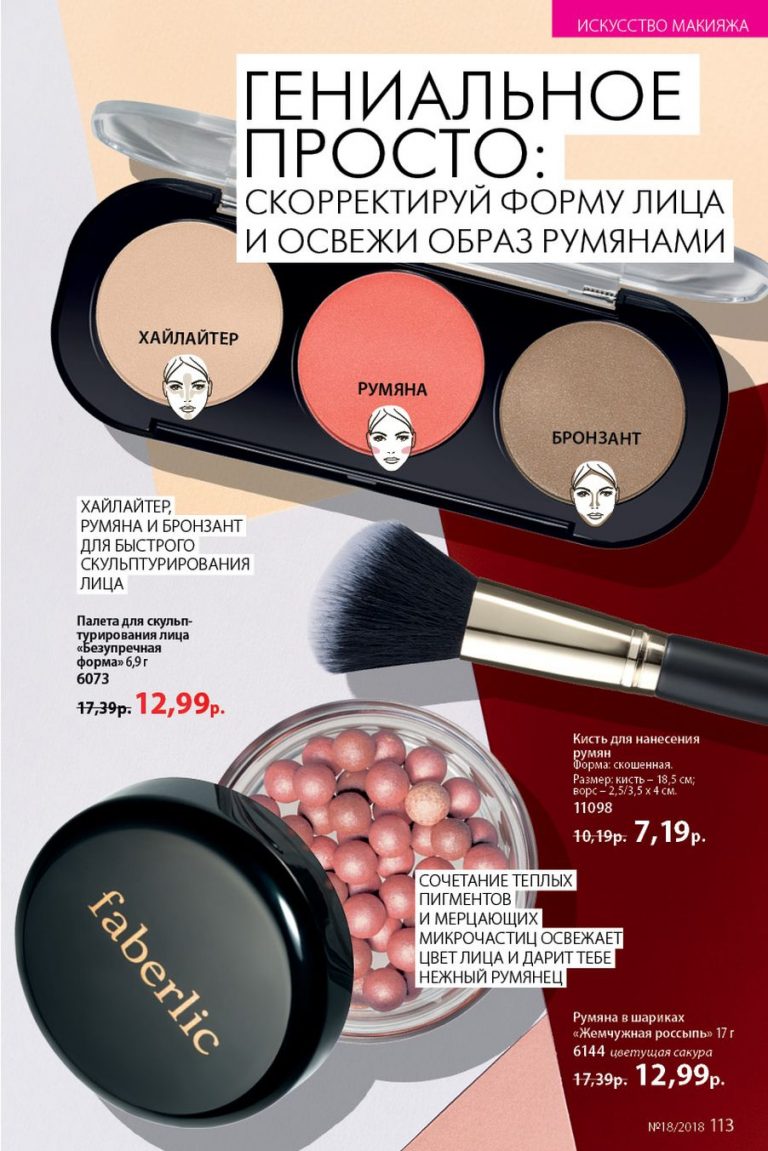 ИСКУССТВО МАКИЯЖА
ГЕНИАЛЬНОЕ
ПРОСТО:
СКОРРЕКТИРУЙ ФОРМУ ЛИЦА
И ОСВЕЖИ ОБРАЗ РУМЯНАМИ
ХАЙЛАЙТЕР
РУМЯНА
БРОНЗАНТ
ХАЙЛАЙТЕР,
РУМЯНА И БРОНЗАНТ
ДЛЯ БЫСТРОГО
СКУЛЬПТУРИРОВАНИЯ
ЛИЦА
Палета для скульп-
турирования лица
«Безупречная
форма» 6,9 г
6073
17,39р. 12,99р.
Кисть для нанесения
румян
Форма: скошенная.
Размер: кисть – 18,5 см;
ворс – 2,5/3,5 х 4 см.
11098
10,19р. 7,19р.
СОЧЕТАНИЕ ТЕПЛЫХ
ПИГМЕНТОВ
И МЕРЦАЮЩИХ
МИКРОЧАСТИЦ ОСВЕЖАЕТ
ЦВЕТ ЛИЦА И ДАРИТ ТЕБЕ
НЕЖНЫЙ РУМЯНЕЦ
faberlic
Румяна в шариках
«Жемчужная россыпь» 17 г
6144 цветущая сакура
17,39р. 12,99р.
№18/2018 113